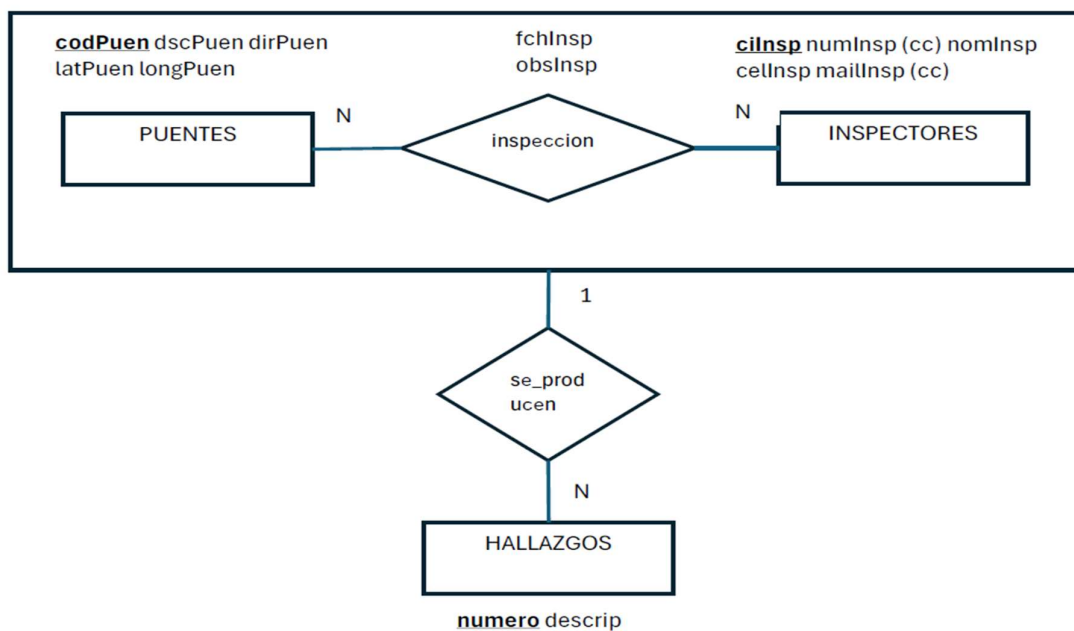 codPuen dscPuen dirPuen
latPuen longPuen
fchInsp
obsInsp
ciInsp numInsp (cc) nomInsp
celInsp mailInsp (cc)
PUENTES
N
inspeccion
N
INSPECTORES
1
se_prod
ucen
N
HALLAZGOS
numero descrip